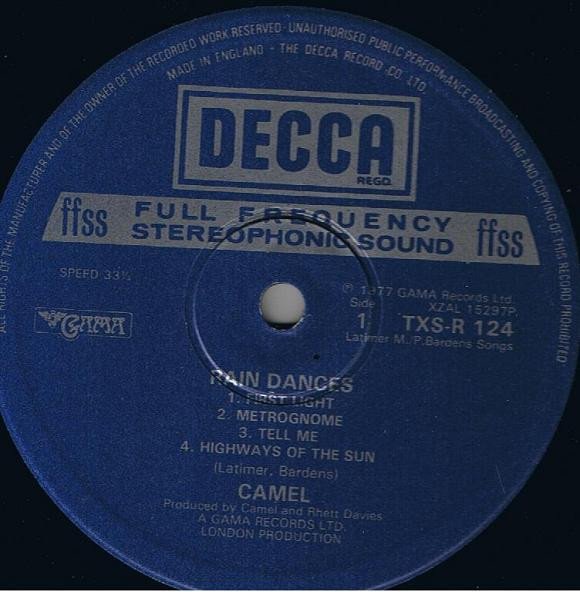 ALL RIGHTS OF THE MANUFACTURER AND OF THE OWNER OF THE RECORDED WORK RESERVED · UNAUTHORISED PUBLIC PERFORMANCE BROADCASTING AND COPYING OF THIS RECORD PROHIBITED
MADE IN ENGLAND · THE DECCA RECORD CO. LTD.
DECCA
REGD.
ffss FULL FREQUENCY STEREOPHONIC SOUND ffss
SPEED 33⅓
℗ 1977 GAMA Records Ltd.
XZAL 15297P
Side
1 TXS-R 124
Latimer M./P.Bardens Songs
GAMA
RAIN DANCES
1. FIRST LIGHT
2. METROGNOME
3. TELL ME
4. HIGHWAYS OF THE SUN
(Latimer, Bardens)
CAMEL
Produced by Camel and Rhett Davies
A GAMA RECORDS LTD.
LONDON PRODUCTION